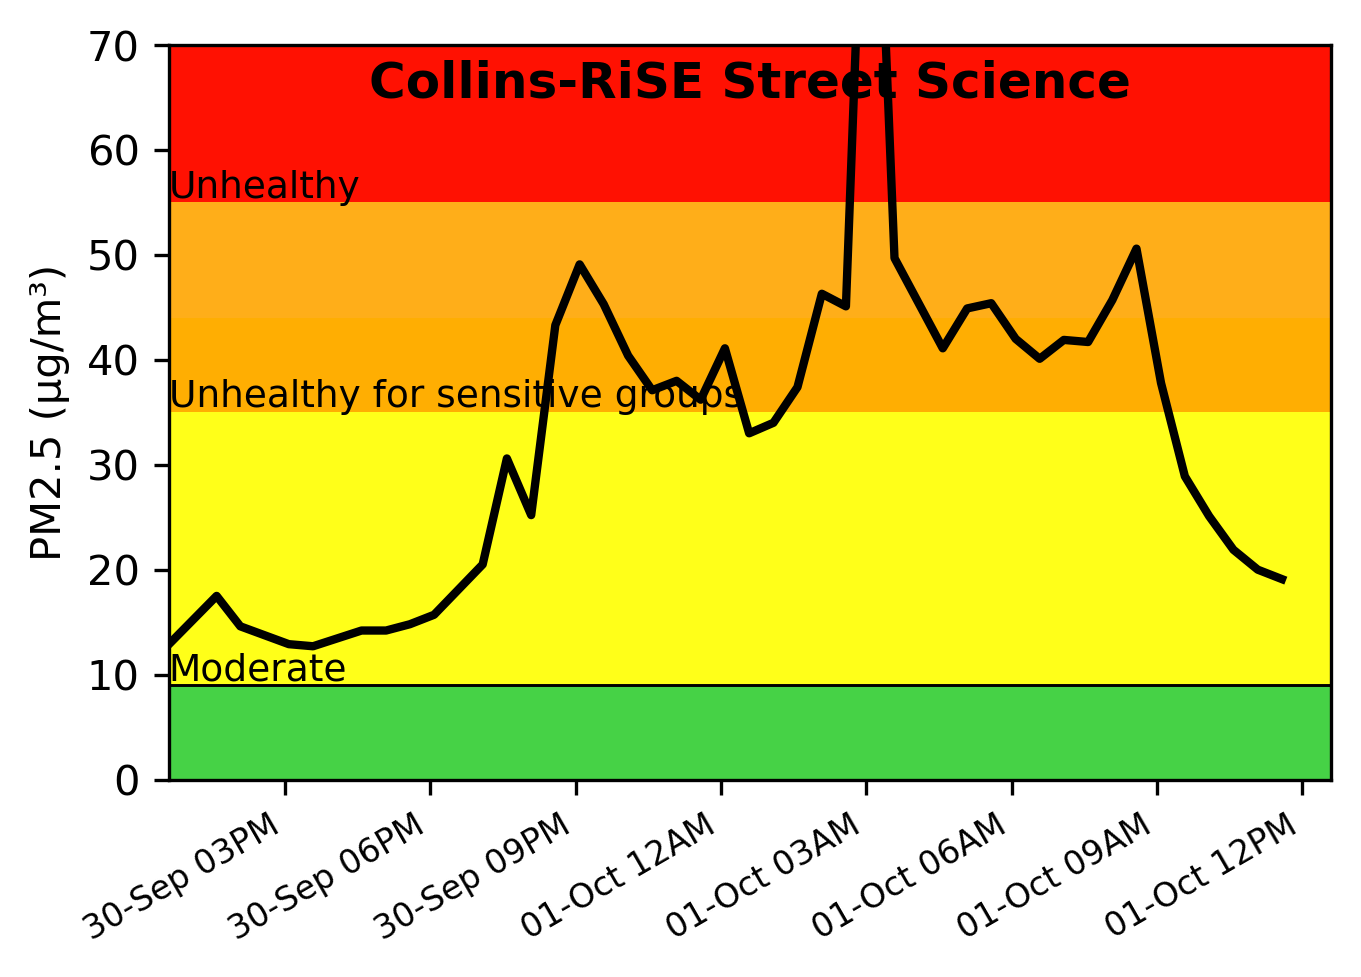 Collins-RiSE Street Science
PM2.5 (µg/m³)
70
60
50
40
30
20
10
0
Unhealthy
Unhealthy for sensitive groups
Moderate
30-Sep 03PM
30-Sep 06PM
30-Sep 09PM
01-Oct 12AM
01-Oct 03AM
01-Oct 06AM
01-Oct 09AM
01-Oct 12PM